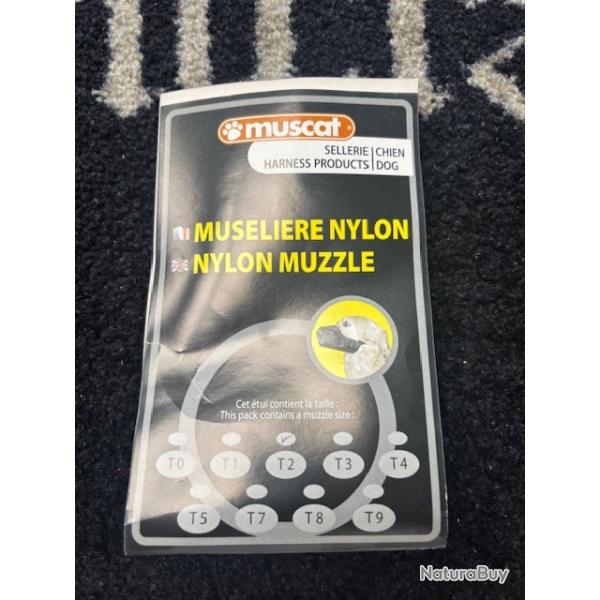 muscat
SELLERIE | CHIEN
HARNESS PRODUCTS | DOG
MUSELIERE NYLON
NYLON MUZZLE
Cet étui contient la taille :
This pack contains a muzzle size :
T0 T1 T2 T3 T4
T5 T7 T8 T9
NaturaBuy